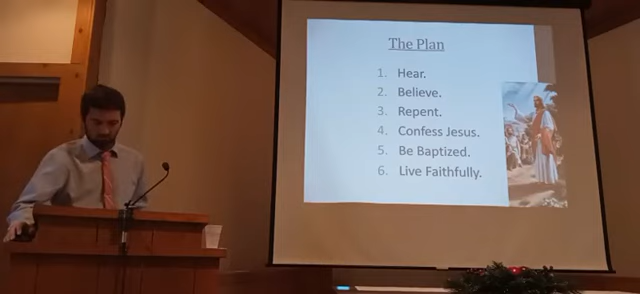 The Plan
1. Hear.
2. Believe.
3. Repent.
4. Confess Jesus.
5. Be Baptized.
6. Live Faithfully.